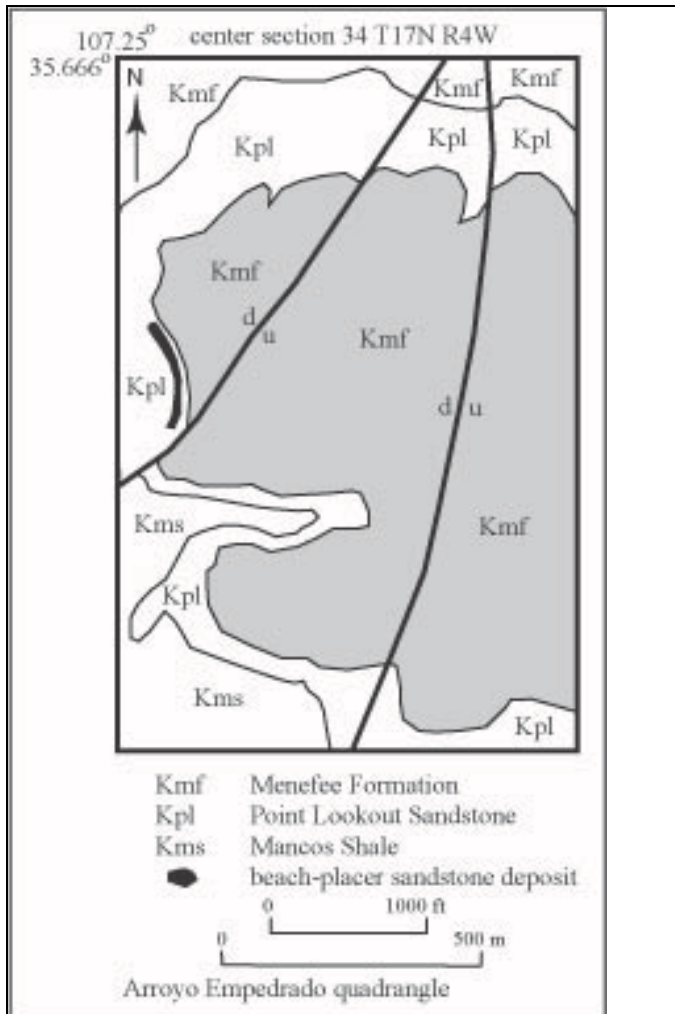 107.25° center section 34 T17N R4W
35.666°
N
Kmf
Kmf
Kmf
Kpl
Kpl
Kpl
Kmf
d
u
Kmf
Kpl
d u
Kms
Kmf
Kpl
Kms
Kpl
Kmf Menefee Formation
Kpl Point Lookout Sandstone
Kms Mancos Shale
beach-placer sandstone deposit
0 1000 ft
0 500 m
Arroyo Empedrado quadrangle